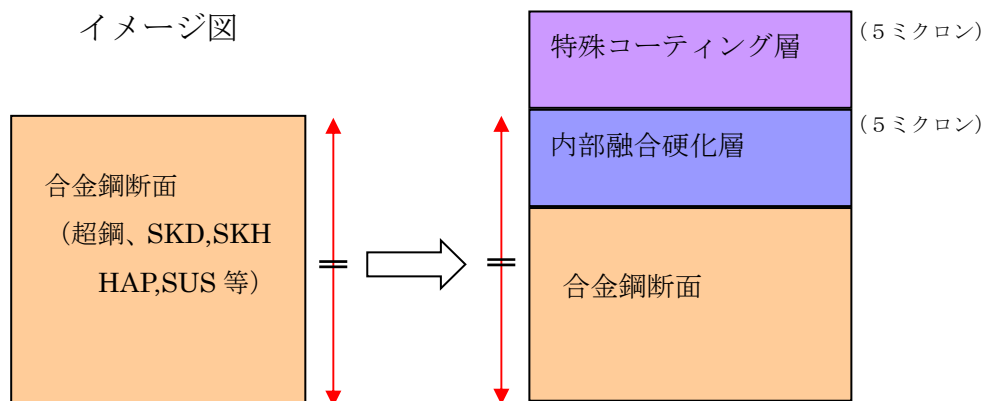 イメージ図
合金鋼断面
（超鋼、SKD,SKH
HAP,SUS 等）
特殊コーティング層
（５ミクロン）
内部融合硬化層
（５ミクロン）
合金鋼断面